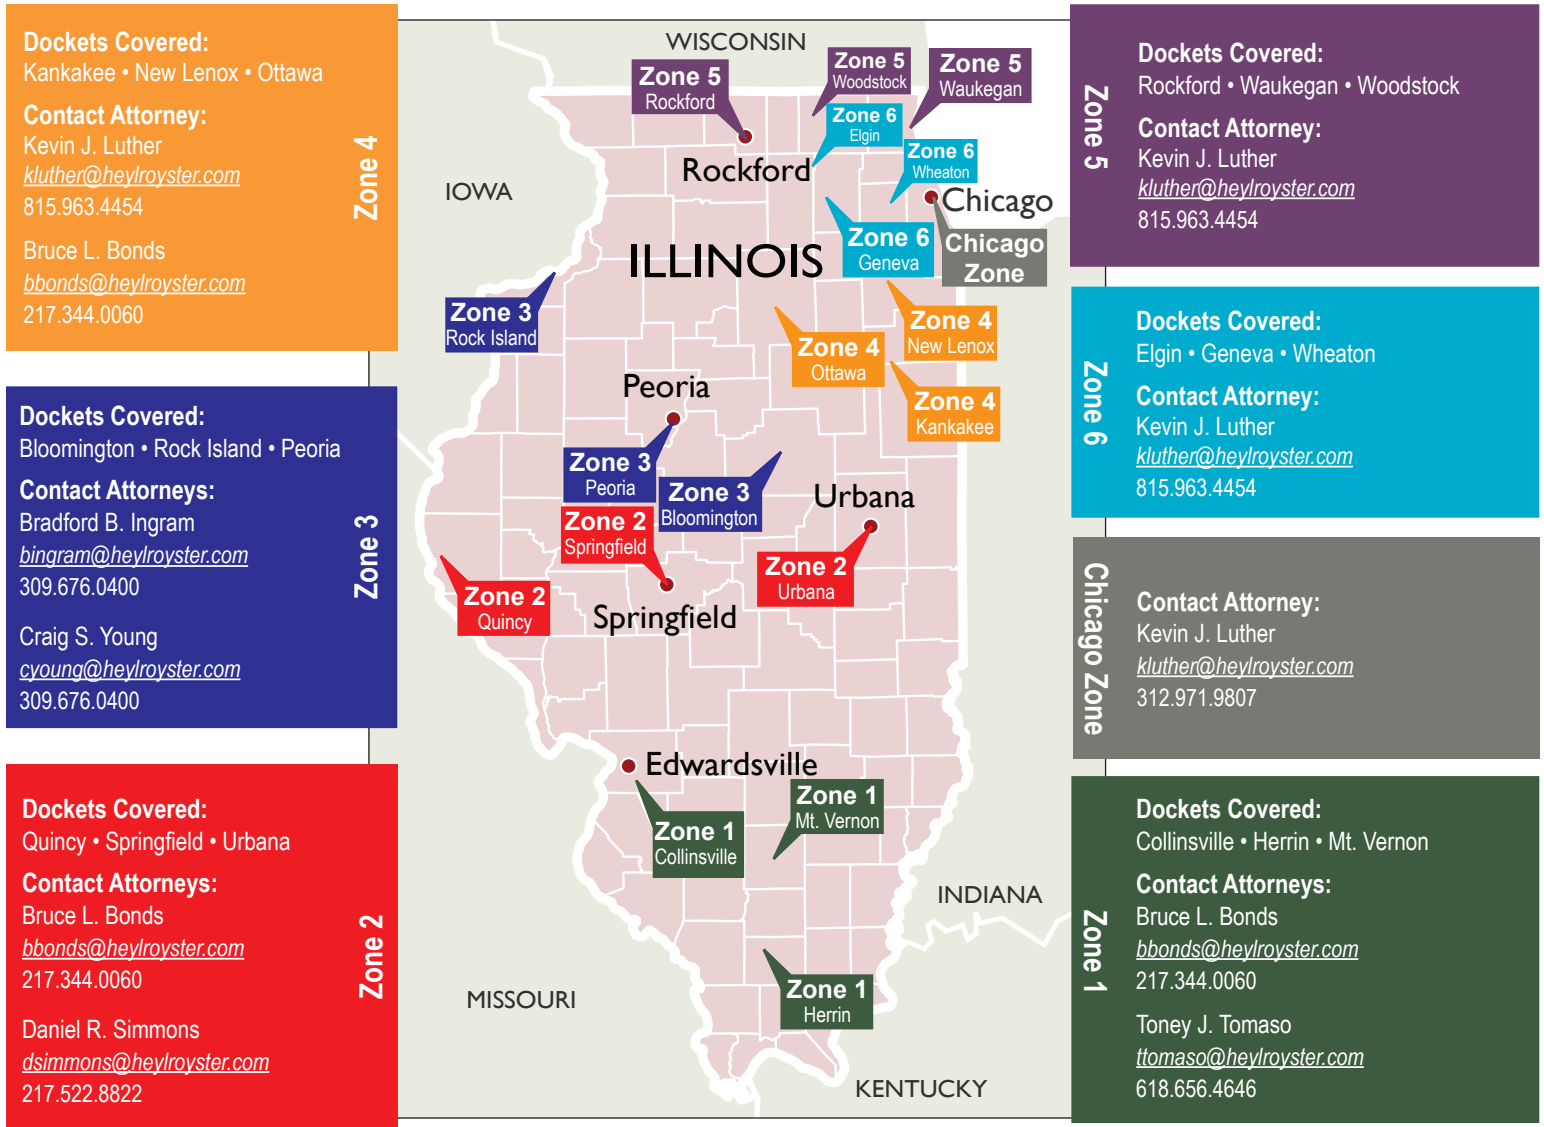 Dockets Covered:
Kankakee • New Lenox • Ottawa
Contact Attorney:
Kevin J. Luther
kluther@heylroyster.com
815.963.4454
Bruce L. Bonds
bbonds@heylroyster.com
217.344.0060
Zone 4
Dockets Covered:
Bloomington • Rock Island • Peoria
Contact Attorneys:
Bradford B. Ingram
bingram@heylroyster.com
309.676.0400
Craig S. Young
cyoung@heylroyster.com
309.676.0400
Zone 3
Dockets Covered:
Quincy • Springfield • Urbana
Contact Attorneys:
Bruce L. Bonds
bbonds@heylroyster.com
217.344.0060
Daniel R. Simmons
dsimmons@heylroyster.com
217.522.8822
Zone 2
WISCONSIN
Zone 5
Rockford
Zone 5
Woodstock
Zone 5
Waukegan
Zone 6
Elgin
Rockford
Zone 6
Wheaton
IOWA
Chicago
Zone 6
Geneva
Chicago
Zone
ILLINOIS
Zone 3
Rock Island
Zone 4
New Lenox
Zone 4
Ottawa
Peoria
Zone 4
Kankakee
Zone 3
Peoria
Zone 3
Bloomington
Urbana
Zone 2
Springfield
Zone 2
Urbana
Zone 2
Quincy
Springfield
Edwardsville
Zone 1
Mt. Vernon
Zone 1
Collinsville
INDIANA
Zone 1
Herrin
MISSOURI
KENTUCKY
Zone 5
Dockets Covered:
Rockford • Waukegan • Woodstock
Contact Attorney:
Kevin J. Luther
kluther@heylroyster.com
815.963.4454
Zone 6
Dockets Covered:
Elgin • Geneva • Wheaton
Contact Attorney:
Kevin J. Luther
kluther@heylroyster.com
815.963.4454
Chicago Zone
Contact Attorney:
Kevin J. Luther
kluther@heylroyster.com
312.971.9807
Zone 1
Dockets Covered:
Collinsville • Herrin • Mt. Vernon
Contact Attorneys:
Bruce L. Bonds
bbonds@heylroyster.com
217.344.0060
Toney J. Tomaso
ttomaso@heylroyster.com
618.656.4646